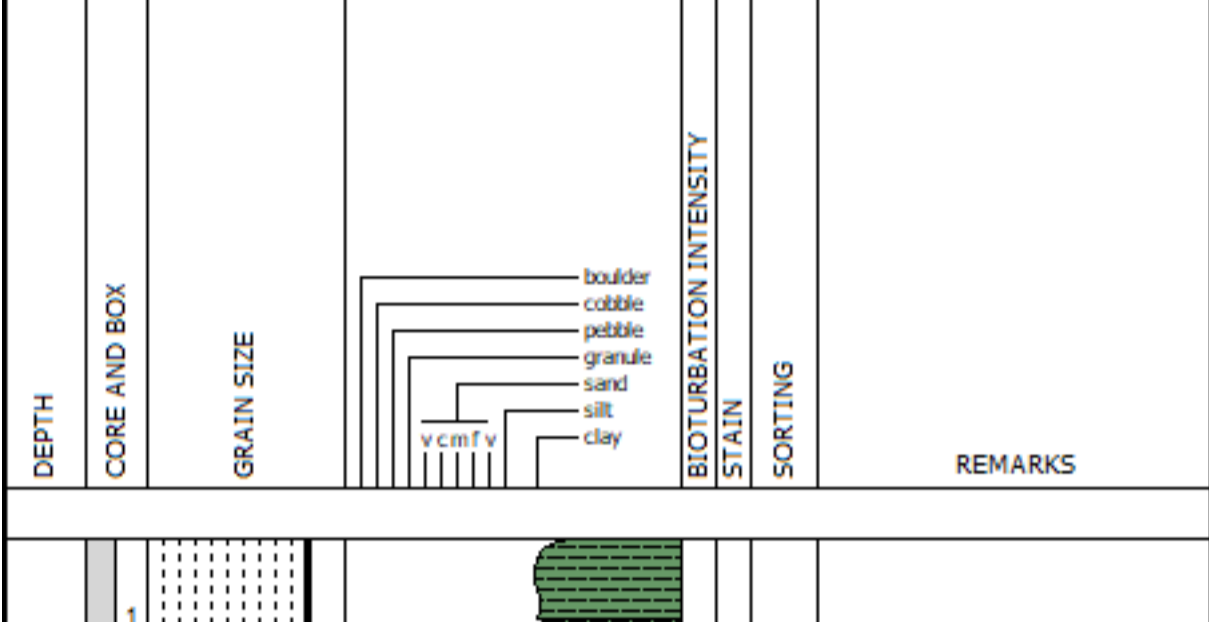 DEPTH
CORE AND BOX
GRAIN SIZE
boulder
cobble
pebble
granule
sand
silt
clay
v c m f v
BIOTURBATION INTENSITY
STAIN
SORTING
REMARKS
1